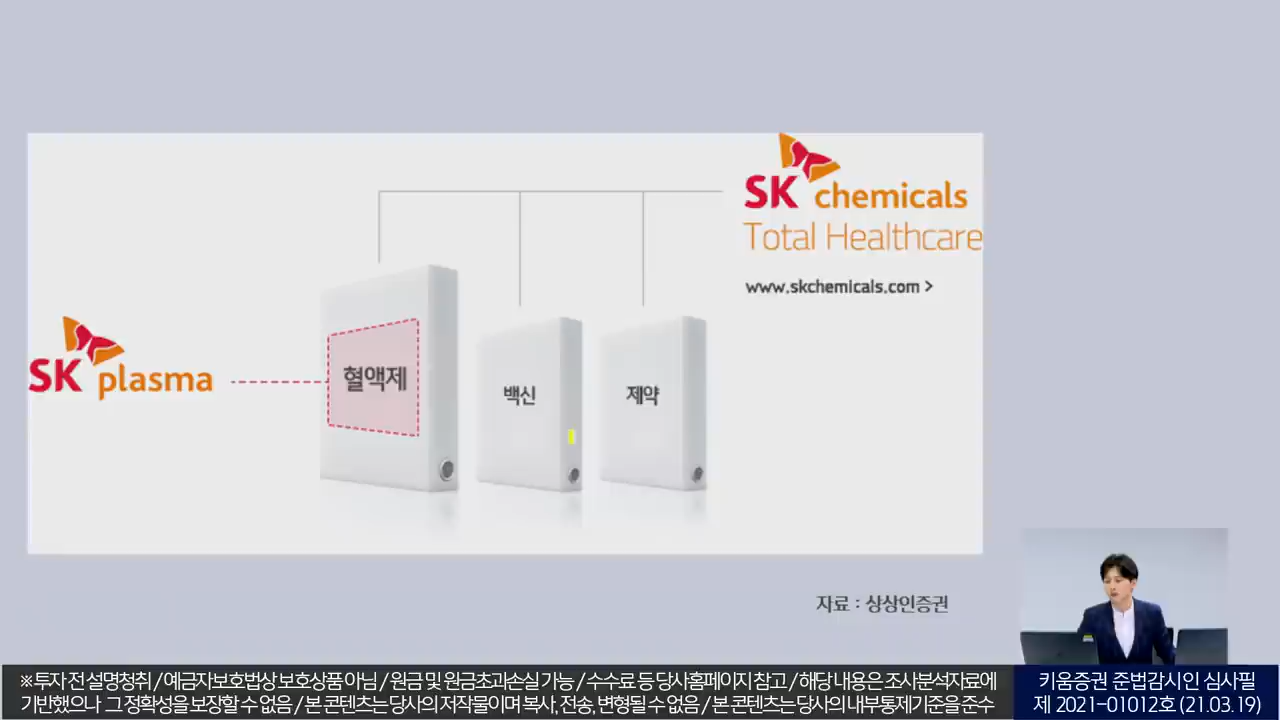 SK chemicals
Total Healthcare
www.skchemicals.com >
SK plasma
혈액제
백신
제약
자료 : 상상인증권
※ 투자 전 설명청취 / 예금자보호법상 보호상품 아님 / 원금 및 원금초과손실 가능 / 수수료 등 당사홈페이지 참고 / 해당 내용은 조사분석자료에
기반했으나 그 정확성을 보장할 수 없음 / 본 콘텐츠는 당사의 저작물이며 복사, 전송, 변형될 수 없음 / 본 콘텐츠는 당사의 내부통제기준을 준수
키움증권 준법감시인 심사필
제 2021-01012호 (21.03.19)